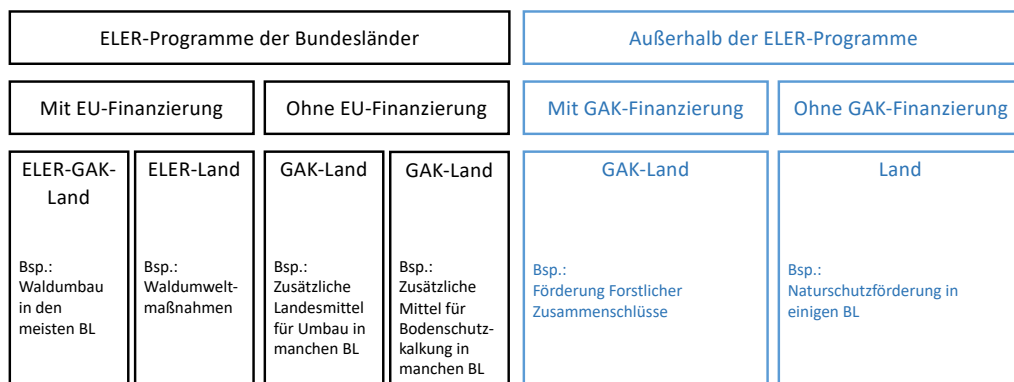 ELER-Programme der Bundesländer
Außerhalb der ELER-Programme
Mit EU-Finanzierung
Ohne EU-Finanzierung
Mit GAK-Finanzierung
Ohne GAK-Finanzierung
ELER-GAK-
Land
Bsp.:
Waldumbau
in den
meisten BL
ELER-Land
Bsp.:
Waldumwelt-
maßnahmen
GAK-Land
Bsp.:
Zusätzliche
Landesmittel
für Umbau in
manchen BL
GAK-Land
Bsp.:
Zusätzliche
Mittel für
Bodenschutz-
kalkung in
manchen BL
GAK-Land
Bsp.:
Förderung Forstlicher
Zusammenschlüsse
Land
Bsp.:
Naturschutzförderung in
einigen BL